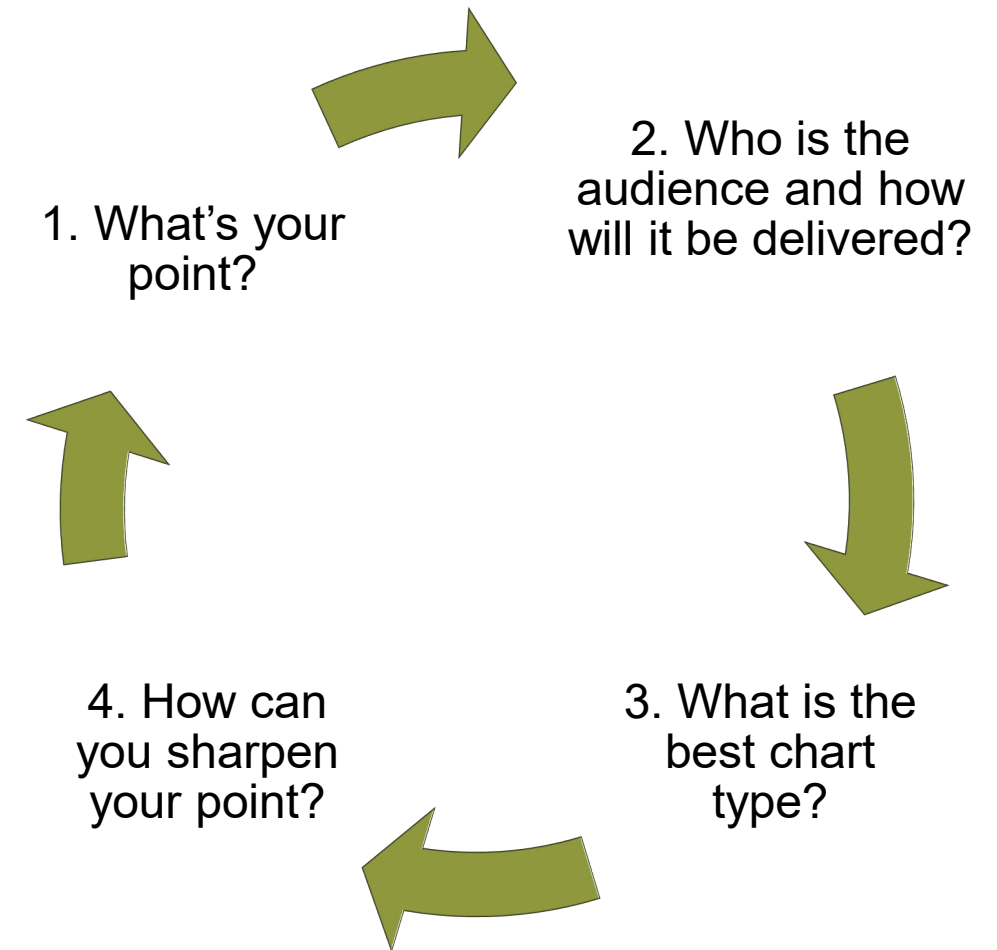 1. What’s your
point?
2. Who is the
audience and how
will it be delivered?
3. What is the
best chart
type?
4. How can
you sharpen
your point?